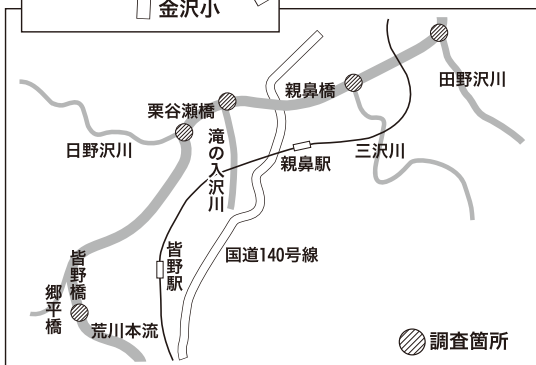 金沢小
田野沢川
親鼻橋
栗谷瀬橋
日野沢川
滝の入沢川
親鼻駅
三沢川
国道140号線
皆野駅
皆野橋
郷平橋
荒川本流
調査箇所